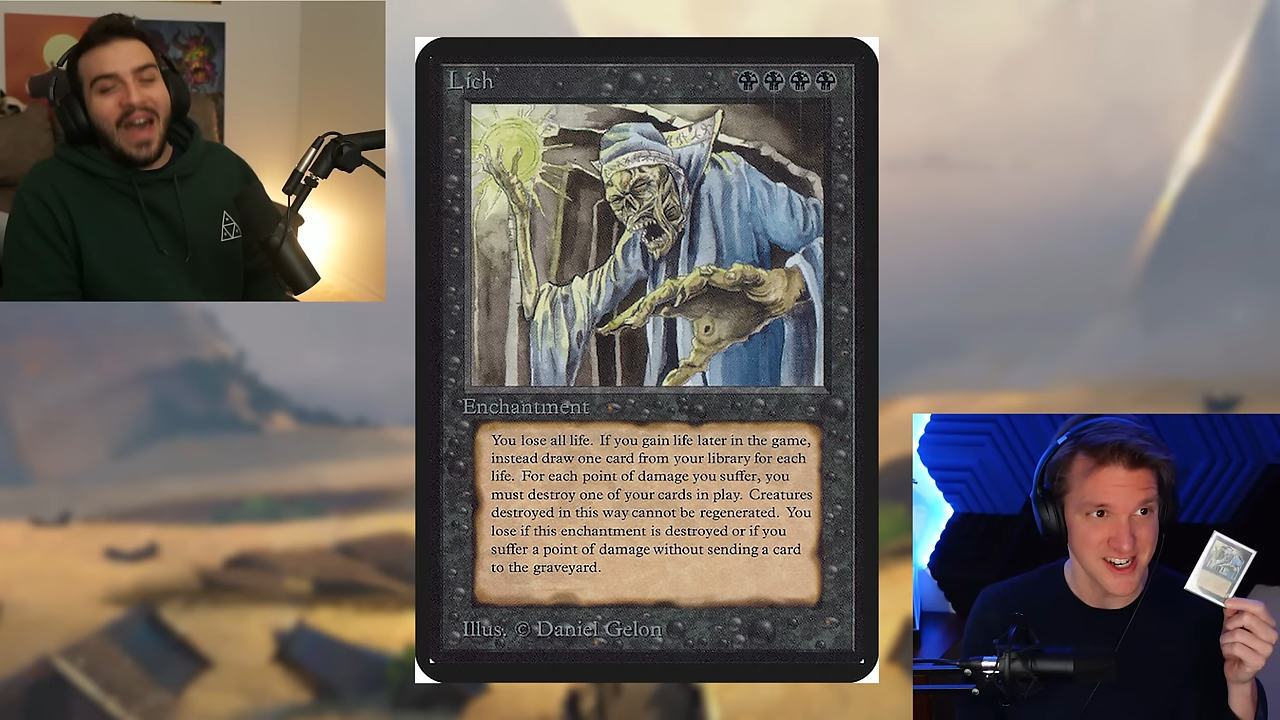 Lich
Enchantment
You lose all life. If you gain life later in the game,
instead draw one card from your library for each
life. For each point of damage you suffer, you
must destroy one of your cards in play. Creatures
destroyed in this way cannot be regenerated. You
lose if this enchantment is destroyed or if you
suffer a point of damage without sending a card
to the graveyard.
Illus. © Daniel Gelon